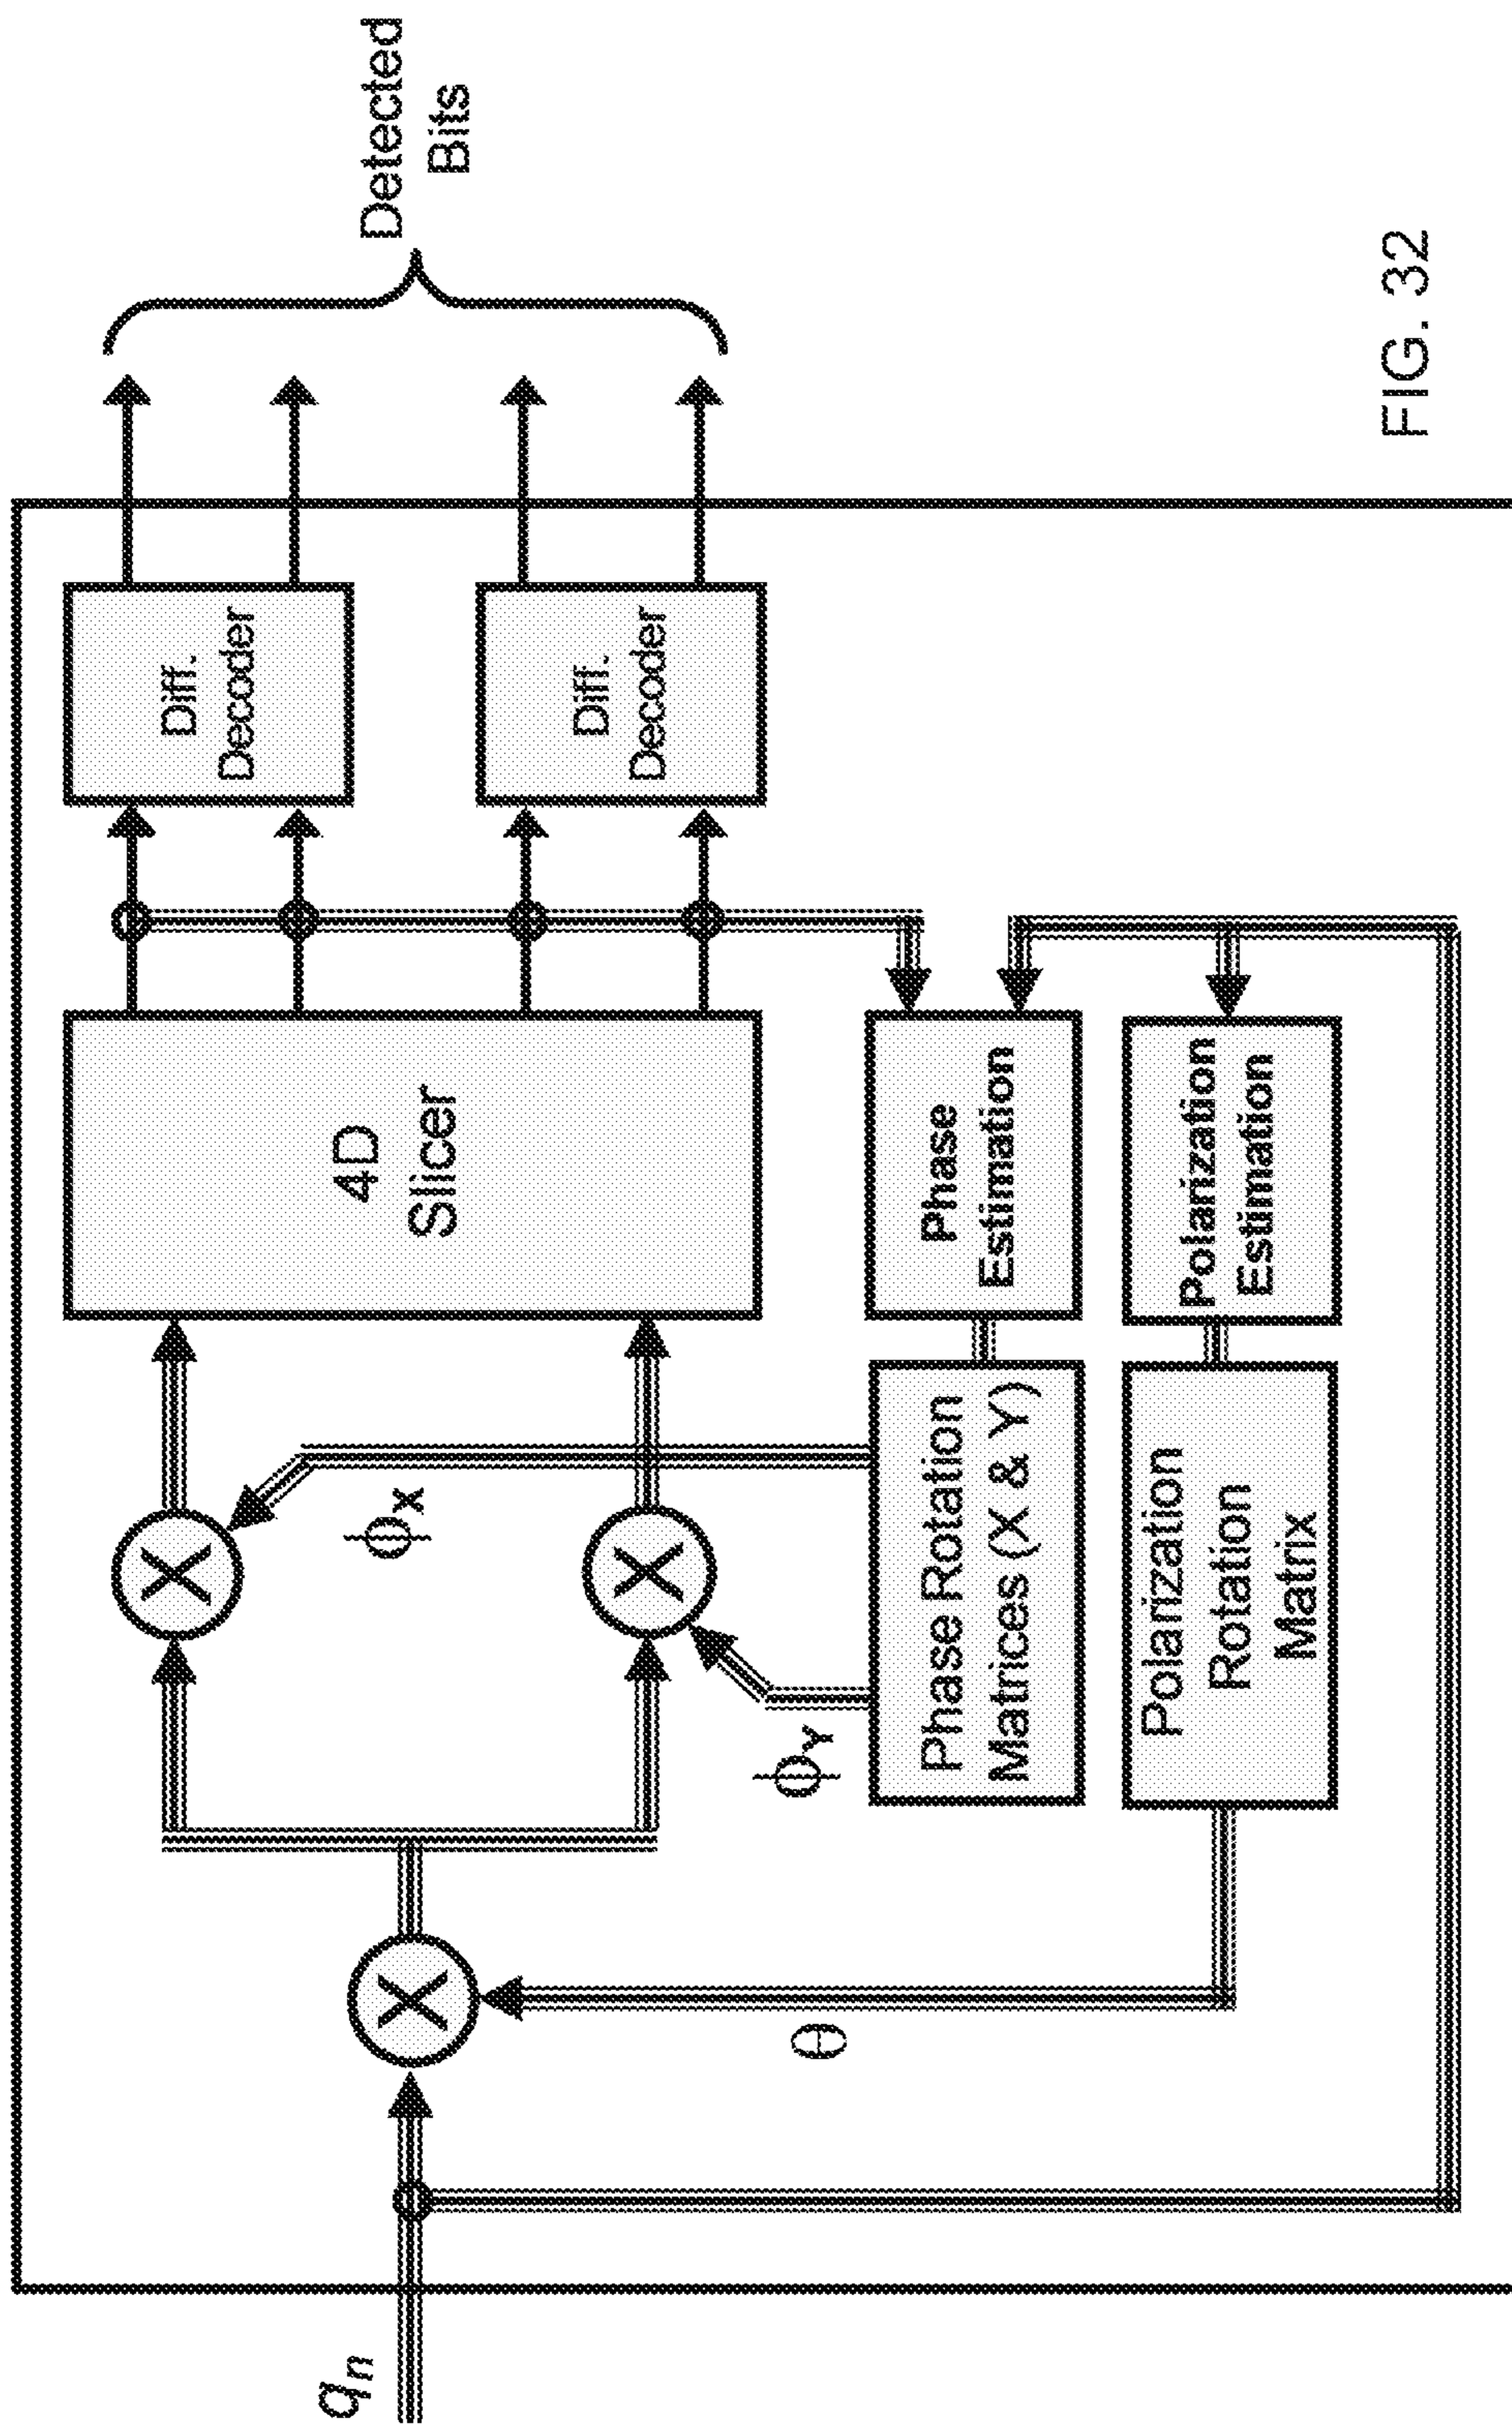 qn
X
θ
X
ΦX
X
ΦY
4D
Slicer
Diff.
Decoder
Diff.
Decoder
Detected
Bits
Phase Rotation
Matrices (X & Y)
Phase
Estimation
Polarization
Rotation
Matrix
Polarization
Estimation
FIG. 32